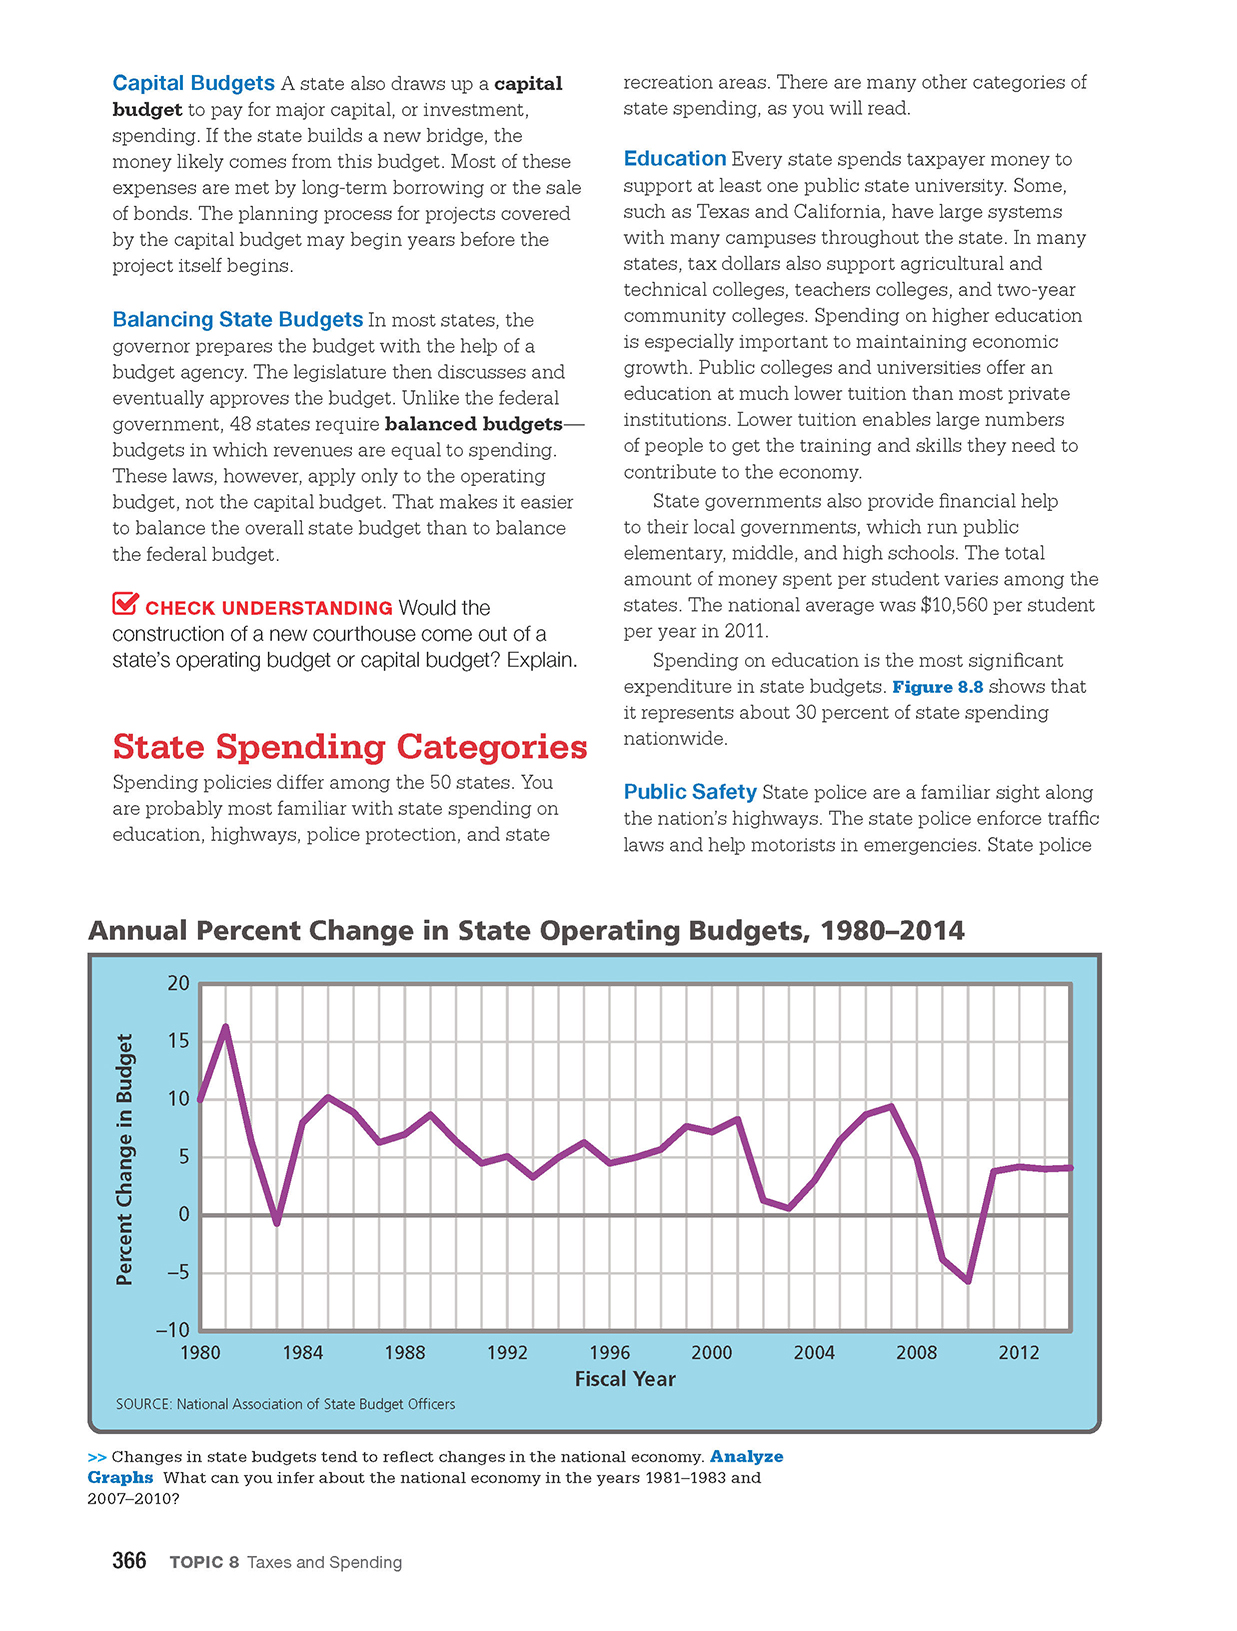 Capital Budgets A state also draws up a capital
budget to pay for major capital, or investment,
spending. If the state builds a new bridge, the
money likely comes from this budget. Most of these
expenses are met by long-term borrowing or the sale
of bonds. The planning process for projects covered
by the capital budget may begin years before the
project itself begins.
Balancing State Budgets In most states, the
governor prepares the budget with the help of a
budget agency. The legislature then discusses and
eventually approves the budget. Unlike the federal
government, 48 states require balanced budgets—
budgets in which revenues are equal to spending.
These laws, however, apply only to the operating
budget, not the capital budget. That makes it easier
to balance the overall state budget than to balance
the federal budget.
CHECK UNDERSTANDING Would the
construction of a new courthouse come out of a
state's operating budget or capital budget? Explain.
State Spending Categories
Spending policies differ among the 50 states. You
are probably most familiar with state spending on
education, highways, police protection, and state
recreation areas. There are many other categories of
state spending, as you will read.
Education Every state spends taxpayer money to
support at least one public state university. Some,
such as Texas and California, have large systems
with many campuses throughout the state. In many
states, tax dollars also support agricultural and
technical colleges, teachers colleges, and two-year
community colleges. Spending on higher education
is especially important to maintaining economic
growth. Public colleges and universities offer an
education at much lower tuition than most private
institutions. Lower tuition enables large numbers
of people to get the training and skills they need to
contribute to the economy.
State governments also provide financial help
to their local governments, which run public
elementary, middle, and high schools. The total
amount of money spent per student varies among the
states. The national average was $10,560 per student
per year in 2011.
Spending on education is the most significant
expenditure in state budgets. Figure 8.8 shows that
it represents about 30 percent of state spending
nationwide.
Public Safety State police are a familiar sight along
the nation's highways. The state police enforce traffic
laws and help motorists in emergencies. State police
Annual Percent Change in State Operating Budgets, 1980–2014
Percent Change in Budget
20
15
10
5
0
–5
–10
1980 1984 1988 1992 1996 2000 2004 2008 2012
Fiscal Year
SOURCE: National Association of State Budget Officers
>> Changes in state budgets tend to reflect changes in the national economy. Analyze
Graphs What can you infer about the national economy in the years 1981–1983 and
2007–2010?
366 TOPIC 8 Taxes and Spending